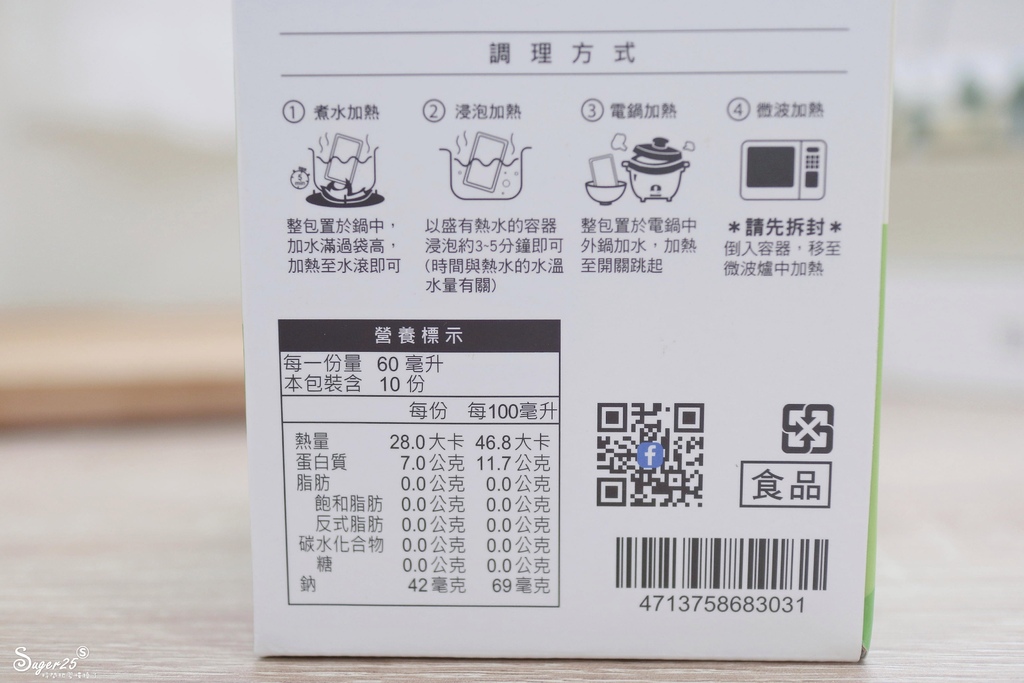 調理方式
① 煮水加熱
整包置於鍋中，
加水滿過袋高，
加熱至水滾即可
② 浸泡加熱
以盛有熱水的容器
浸泡約3~5分鐘即可
(時間與熱水的水溫
水量有關)
③ 電鍋加熱
整包置於電鍋中
外鍋加水，加熱
至開關跳起
④ 微波加熱
＊請先拆封＊
倒入容器，移至
微波爐中加熱
營養標示
每一份量 60 毫升
本包裝含 10 份
每份 每100毫升
熱量 28.0大卡 46.8大卡
蛋白質 7.0公克 11.7公克
脂肪 0.0公克 0.0公克
飽和脂肪 0.0公克 0.0公克
反式脂肪 0.0公克 0.0公克
碳水化合物 0.0公克 0.0公克
糖 0.0公克 0.0公克
鈉 42毫克 69毫克
f
食品
4713758683031
Suger25 S